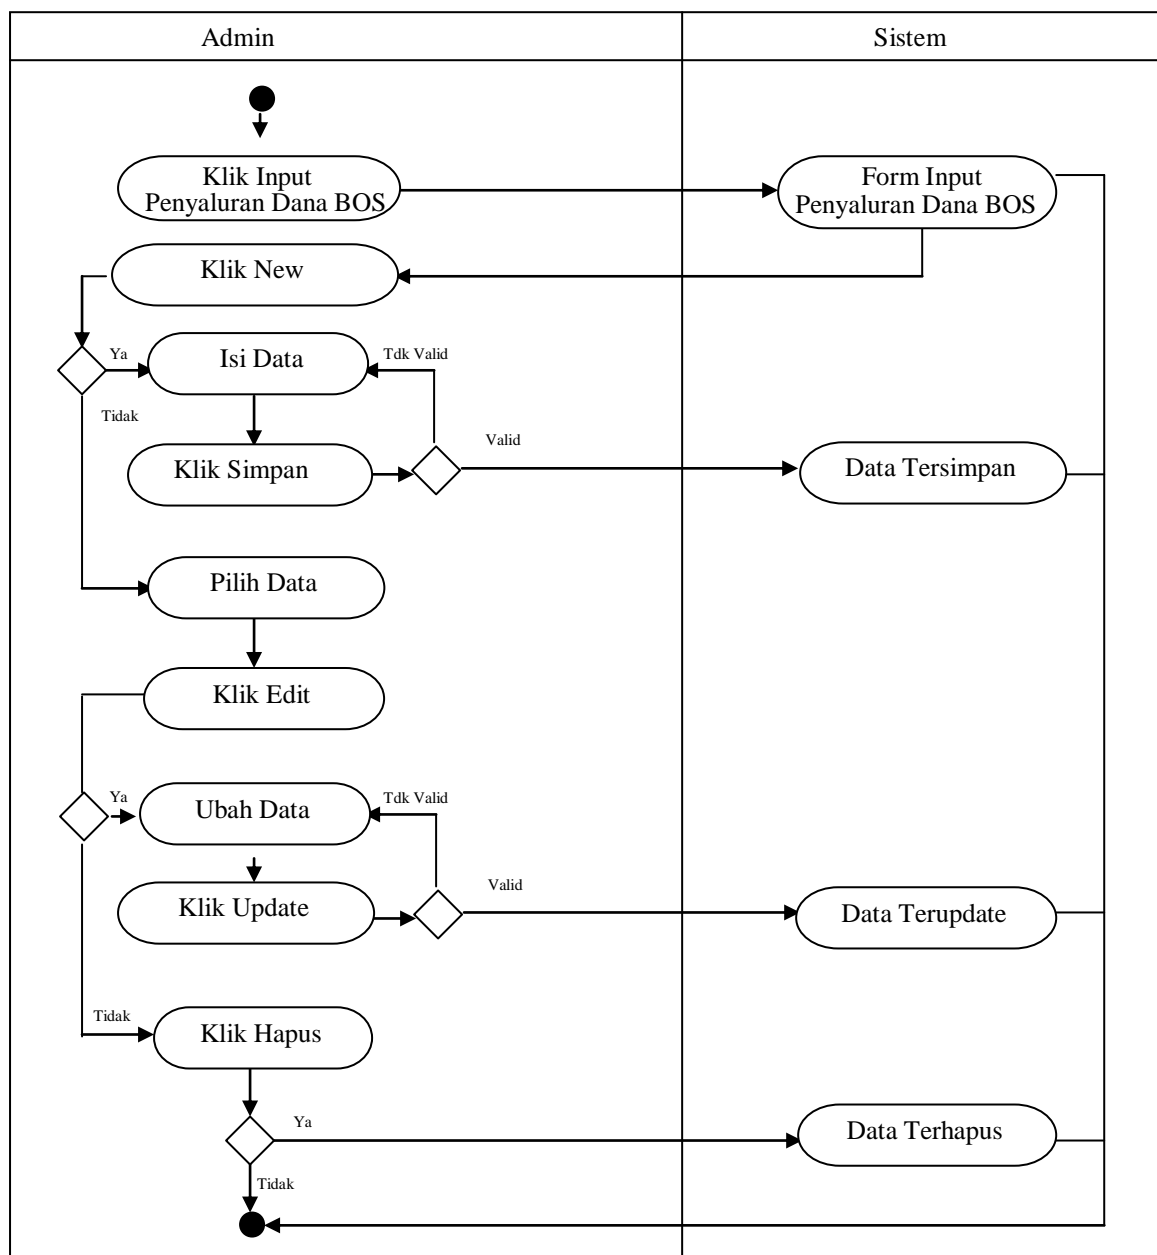 Admin
Sistem
Klik Input
Penyaluran Dana BOS
Form Input
Penyaluran Dana BOS
Klik New
Ya
Isi Data
Tdk Valid
Tidak
Klik Simpan
Valid
Data Tersimpan
Pilih Data
Klik Edit
Ya
Ubah Data
Tdk Valid
Klik Update
Valid
Data Terupdate
Tidak
Klik Hapus
Ya
Data Terhapus
Tidak